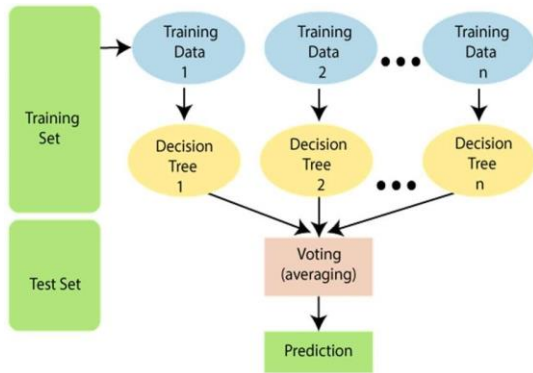 Training
Set
Training
Data
1
Training
Data
2
Training
Data
n
Decision
Tree
1
Decision
Tree
2
Decision
Tree
n
Test Set
Voting
(averaging)
Prediction